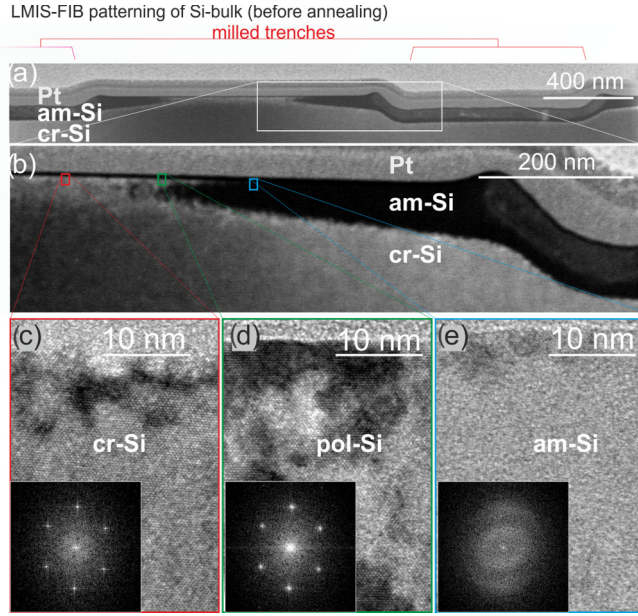 LMIS-FIB patterning of Si-bulk (before annealing)
milled trenches
(a)
400 nm
Pt
am-Si
cr-Si
(b)
200 nm
Pt
am-Si
cr-Si
(c)
10 nm
cr-Si
(d)
10 nm
pol-Si
(e)
10 nm
am-Si